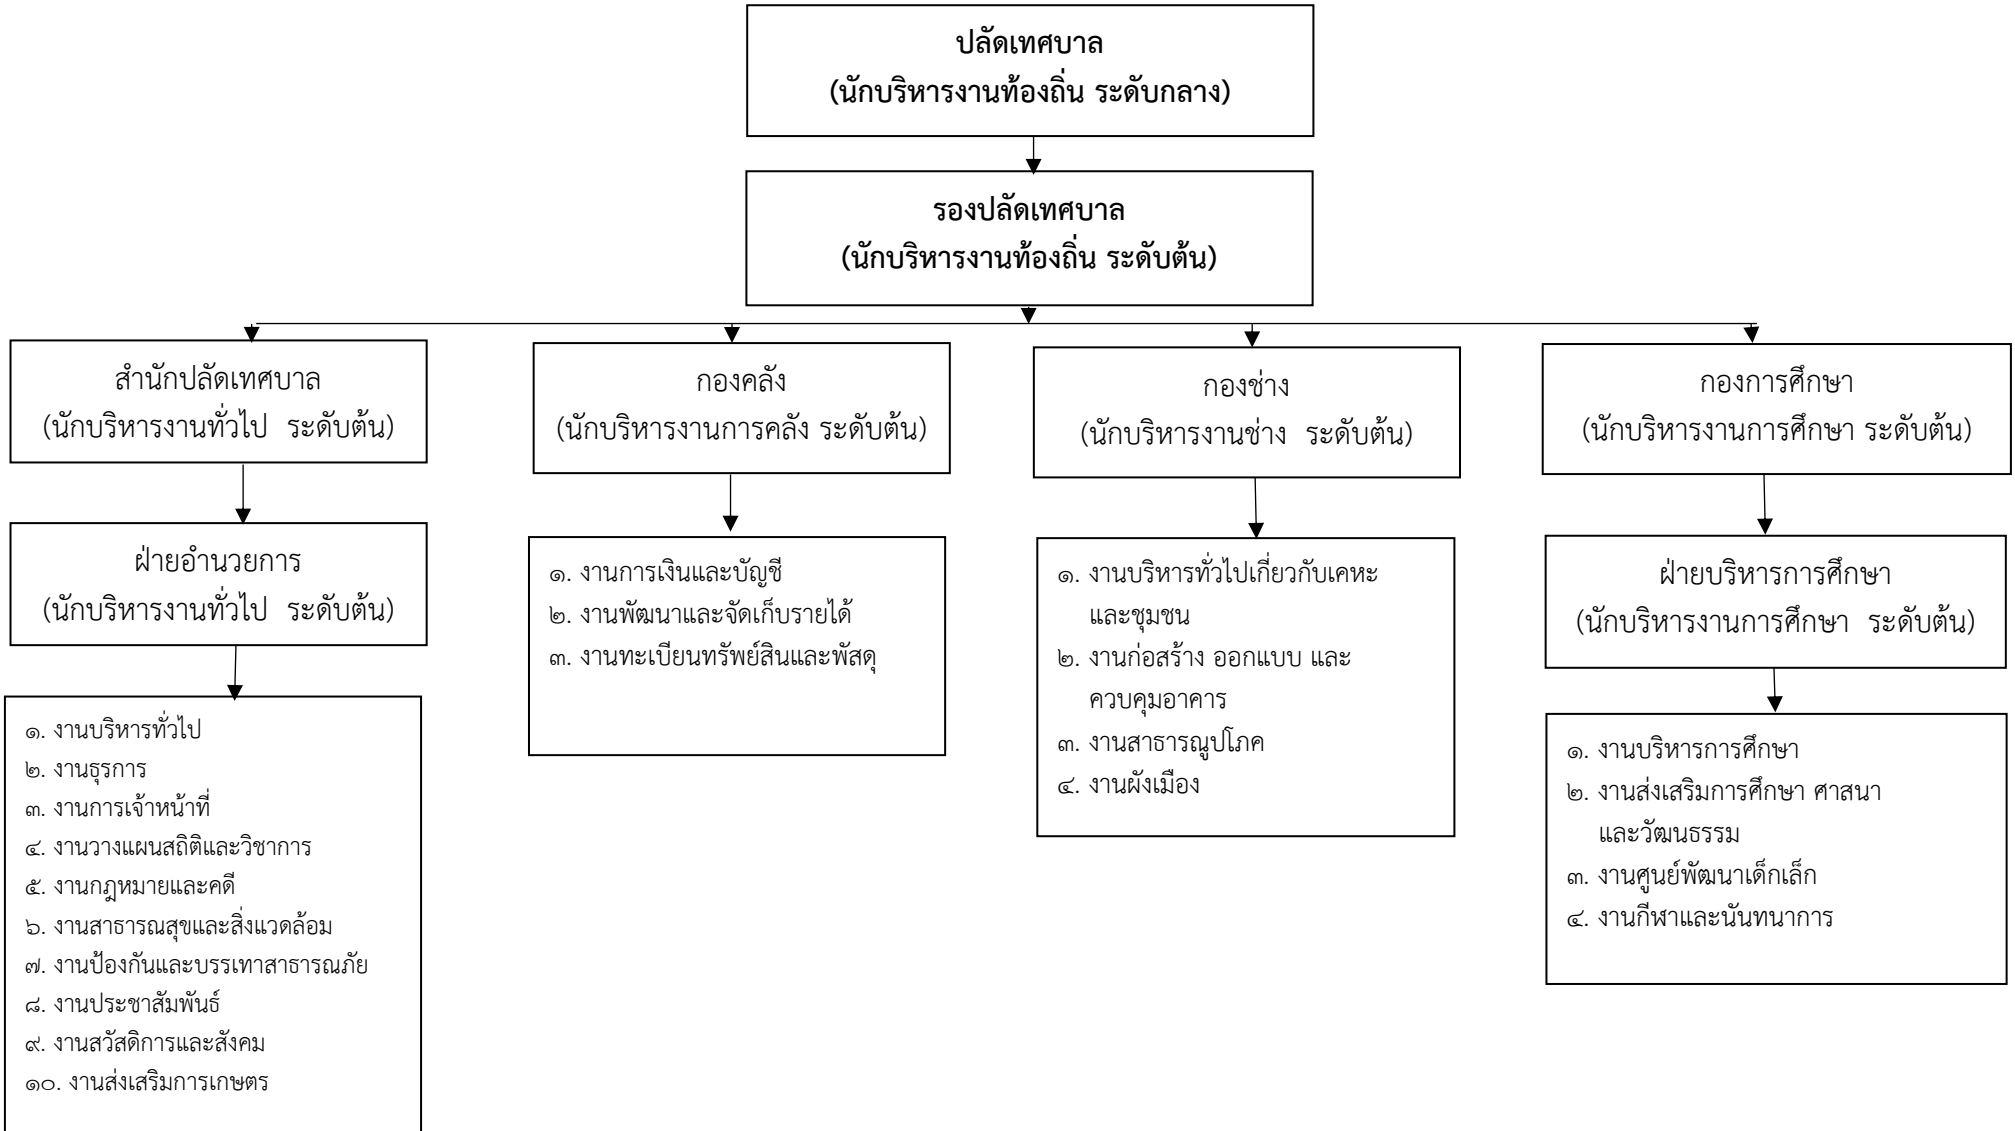 ปลัดเทศบาล
(นักบริหารงานท้องถิ่น ระดับกลาง)
รองปลัดเทศบาล
(นักบริหารงานท้องถิ่น ระดับต้น)
สำนักปลัดเทศบาล
(นักบริหารงานทั่วไป ระดับต้น)
ฝ่ายอำนวยการ
(นักบริหารงานทั่วไป ระดับต้น)
๑. งานบริหารทั่วไป
๒. งานธุรการ
๓. งานการเจ้าหน้าที่
๔. งานวางแผนสถิติและวิชาการ
๕. งานกฎหมายและคดี
๖. งานสาธารณสุขและสิ่งแวดล้อม
๗. งานป้องกันและบรรเทาสาธารณภัย
๘. งานประชาสัมพันธ์
๙. งานสวัสดิการและสังคม
๑๐. งานส่งเสริมการเกษตร
กองคลัง
(นักบริหารงานการคลัง ระดับต้น)
๑. งานการเงินและบัญชี
๒. งานพัฒนาและจัดเก็บรายได้
๓. งานทะเบียนทรัพย์สินและพัสดุ
กองช่าง
(นักบริหารงานช่าง ระดับต้น)
๑. งานบริหารทั่วไปเกี่ยวกับเคหะ
และชุมชน
๒. งานก่อสร้าง ออกแบบ และ
ควบคุมอาคาร
๓. งานสาธารณูปโภค
๔. งานผังเมือง
กองการศึกษา
(นักบริหารงานการศึกษา ระดับต้น)
ฝ่ายบริหารการศึกษา
(นักบริหารงานการศึกษา ระดับต้น)
๑. งานบริหารการศึกษา
๒. งานส่งเสริมการศึกษา ศาสนา
และวัฒนธรรม
๓. งานศูนย์พัฒนาเด็กเล็ก
๔. งานกีฬาและนันทนาการ